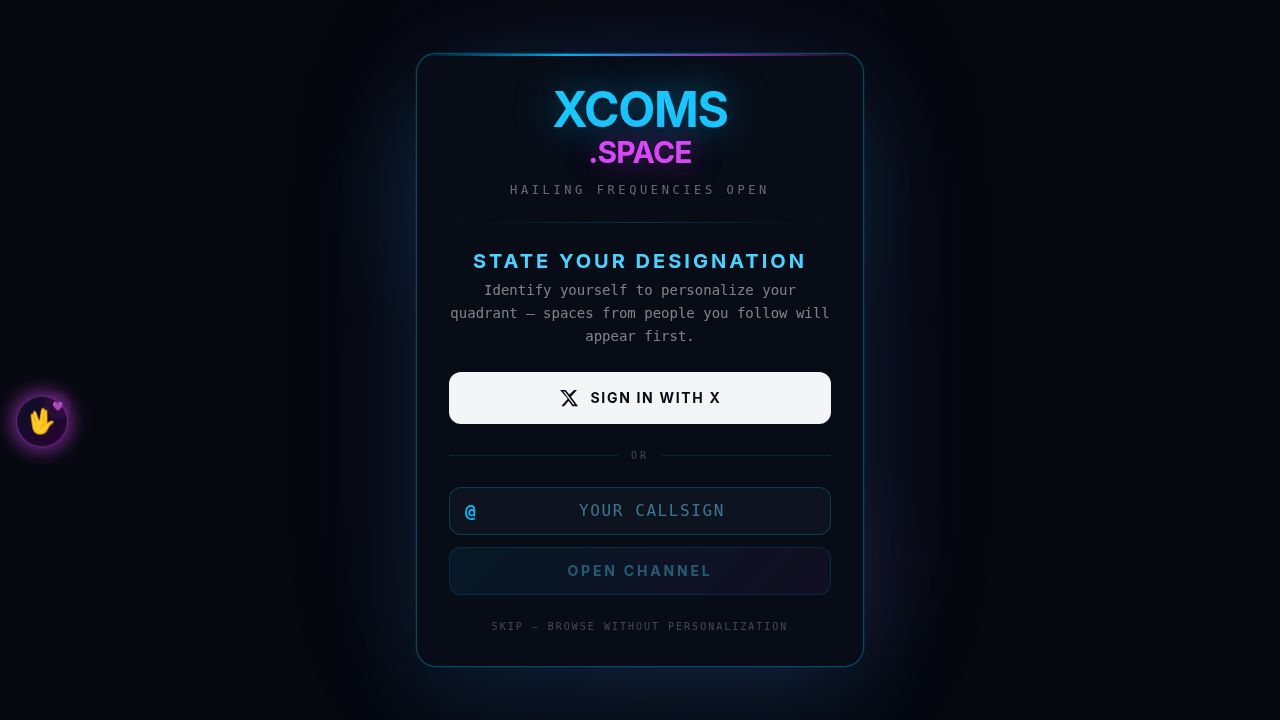 XCOMS
.SPACE
HAILING FREQUENCIES OPEN
STATE YOUR DESIGNATION
Identify yourself to personalize your
quadrant — spaces from people you follow will
appear first.
SIGN IN WITH X
OR
@ YOUR CALLSIGN
OPEN CHANNEL
SKIP — BROWSE WITHOUT PERSONALIZATION